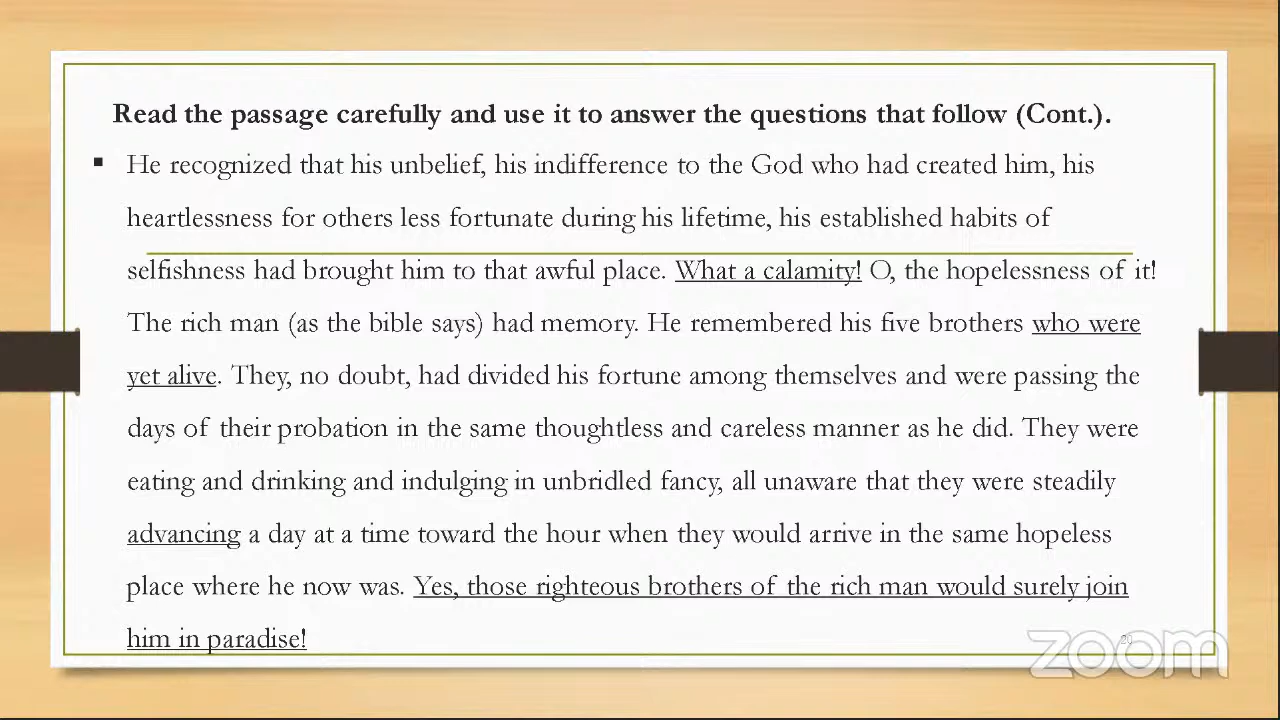 Read the passage carefully and use it to answer the questions that follow (Cont.).
▪ He recognized that his unbelief, his indifference to the God who had created him, his
heartlessness for others less fortunate during his lifetime, his established habits of
selfishness had brought him to that awful place. What a calamity! O, the hopelessness of it!
The rich man (as the bible says) had memory. He remembered his five brothers who were
yet alive. They, no doubt, had divided his fortune among themselves and were passing the
days of their probation in the same thoughtless and careless manner as he did. They were
eating and drinking and indulging in unbridled fancy, all unaware that they were steadily
advancing a day at a time toward the hour when they would arrive in the same hopeless
place where he now was. Yes, those righteous brothers of the rich man would surely join
him in paradise!
20
zoom